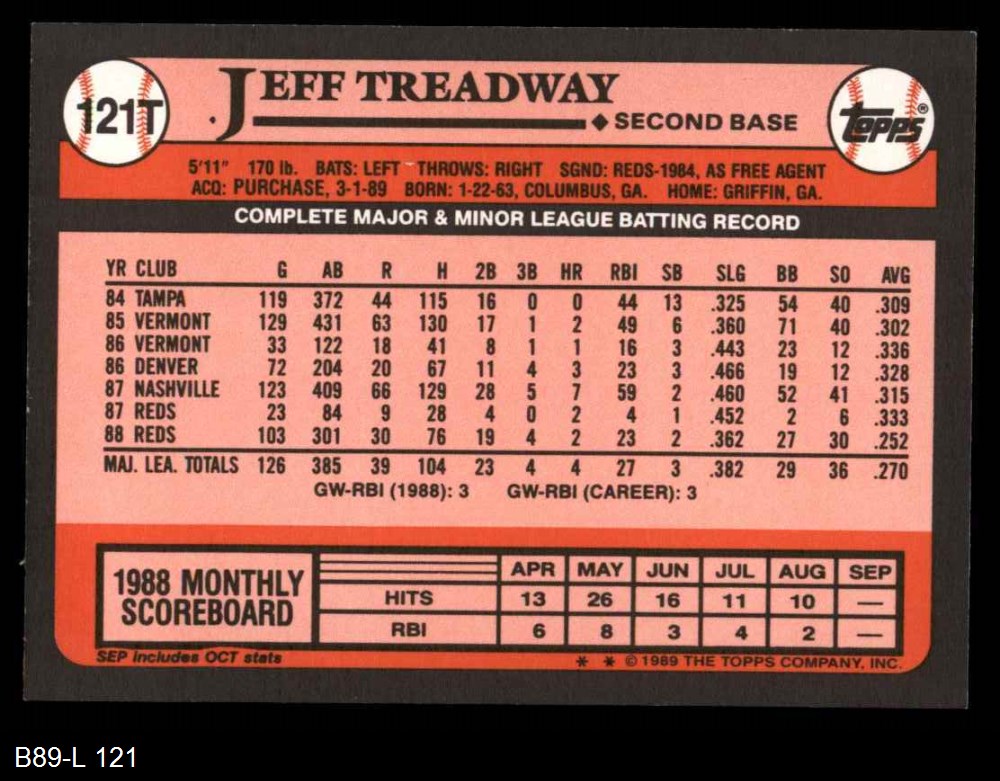 121T
JEFF TREADWAY
SECOND BASE
TOPPS®
5'11" 170 lb. BATS: LEFT THROWS: RIGHT SGND: REDS-1984, AS FREE AGENT
ACQ: PURCHASE, 3-1-89 BORN: 1-22-63, COLUMBUS, GA. HOME: GRIFFIN, GA.
COMPLETE MAJOR & MINOR LEAGUE BATTING RECORD
YR CLUB G AB R H 2B 3B HR RBI SB SLG BB SO AVG
84 TAMPA 119 372 44 115 16 0 0 44 13 .325 54 40 .309
85 VERMONT 129 431 63 130 17 1 2 49 6 .360 71 40 .302
86 VERMONT 33 122 18 41 8 1 1 16 3 .443 23 12 .336
86 DENVER 72 204 20 67 11 4 3 23 3 .466 19 12 .328
87 NASHVILLE 123 409 66 129 28 5 7 59 2 .460 52 41 .315
87 REDS 23 84 9 28 4 0 2 4 1 .452 2 6 .333
88 REDS 103 301 30 76 19 4 2 23 2 .362 27 30 .252
MAJ. LEA. TOTALS 126 385 39 104 23 4 4 27 3 .382 29 36 .270
GW-RBI (1988): 3 GW-RBI (CAREER): 3
1988 MONTHLY
SCOREBOARD
APR MAY JUN JUL AUG SEP
HITS 13 26 16 11 10 —
RBI 6 8 3 4 2 —
SEP includes OCT stats
* * © 1989 THE TOPPS COMPANY, INC.
B89-L 121